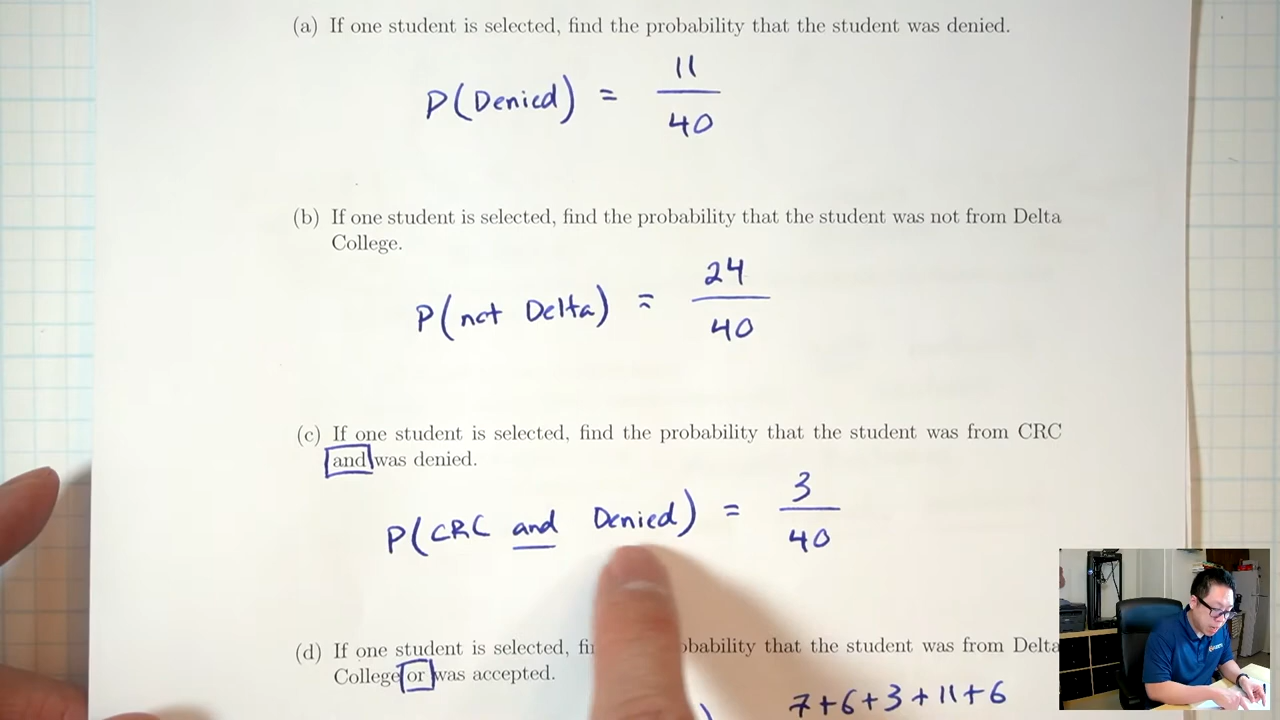 (a) If one student is selected, find the probability that the student was denied.
P(Denied) = 11/40
(b) If one student is selected, find the probability that the student was not from Delta
College.
P(not Delta) = 24/40
(c) If one student is selected, find the probability that the student was from CRC
and was denied.
P(CRC and Denied) = 3/40
(d) If one student is selected, that the student was from Delta
College or was accepted.
) 7+6+3+11+6